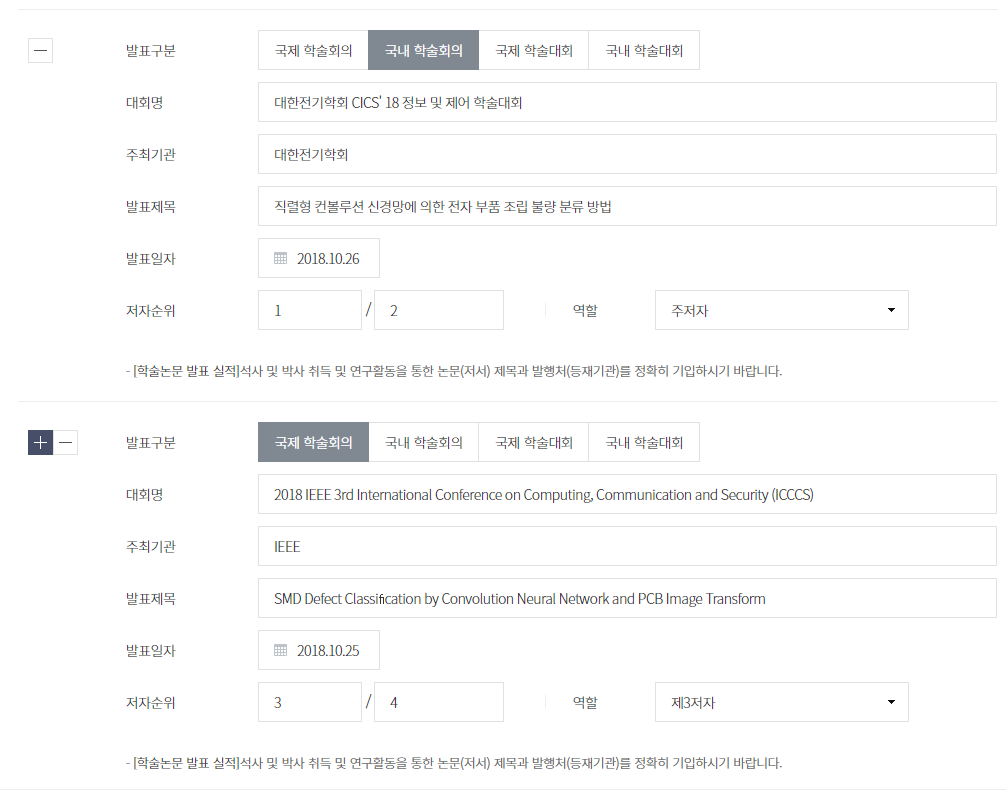 발표구분 국제 학술회의 국내 학술회의 국제 학술대회 국내 학술대회
대회명 대한전기학회 CICS' 18 정보 및 제어 학술대회
주최기관 대한전기학회
발표제목 직렬형 컨볼루션 신경망에 의한 전자 부품 조립 불량 분류 방법
발표일자 2018.10.26
저자순위 1 / 2 역할 주저자
- [학술논문 발표 실적]석사 및 박사 취득 및 연구활동을 통한 논문(저서) 제목과 발행처(등재기관)를 정확히 기입하시기 바랍니다.
발표구분 국제 학술회의 국내 학술회의 국제 학술대회 국내 학술대회
대회명 2018 IEEE 3rd International Conference on Computing, Communication and Security (ICCCS)
주최기관 IEEE
발표제목 SMD Defect Classification by Convolution Neural Network and PCB Image Transform
발표일자 2018.10.25
저자순위 3 / 4 역할 제3저자
- [학술논문 발표 실적]석사 및 박사 취득 및 연구활동을 통한 논문(저서) 제목과 발행처(등재기관)를 정확히 기입하시기 바랍니다.